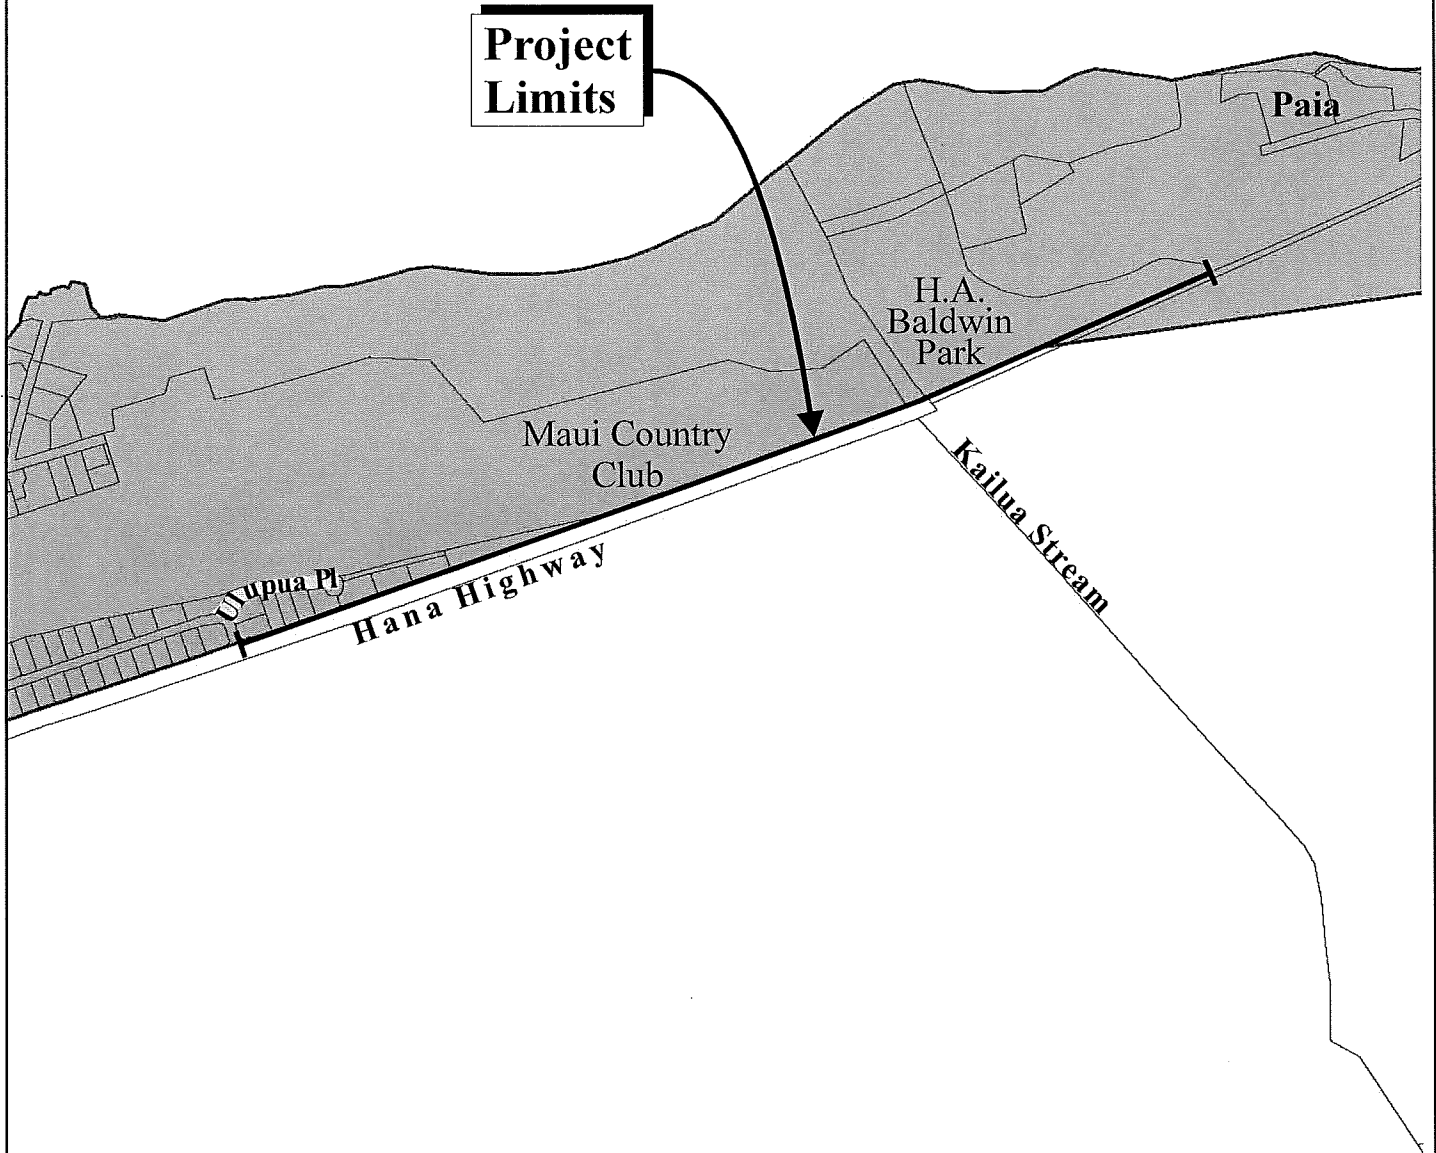 Project
Limits
Paia
H.A.
Baldwin
Park
Maui Country
Club
Kailua Stream
Ulupua Pl
Hana Highway